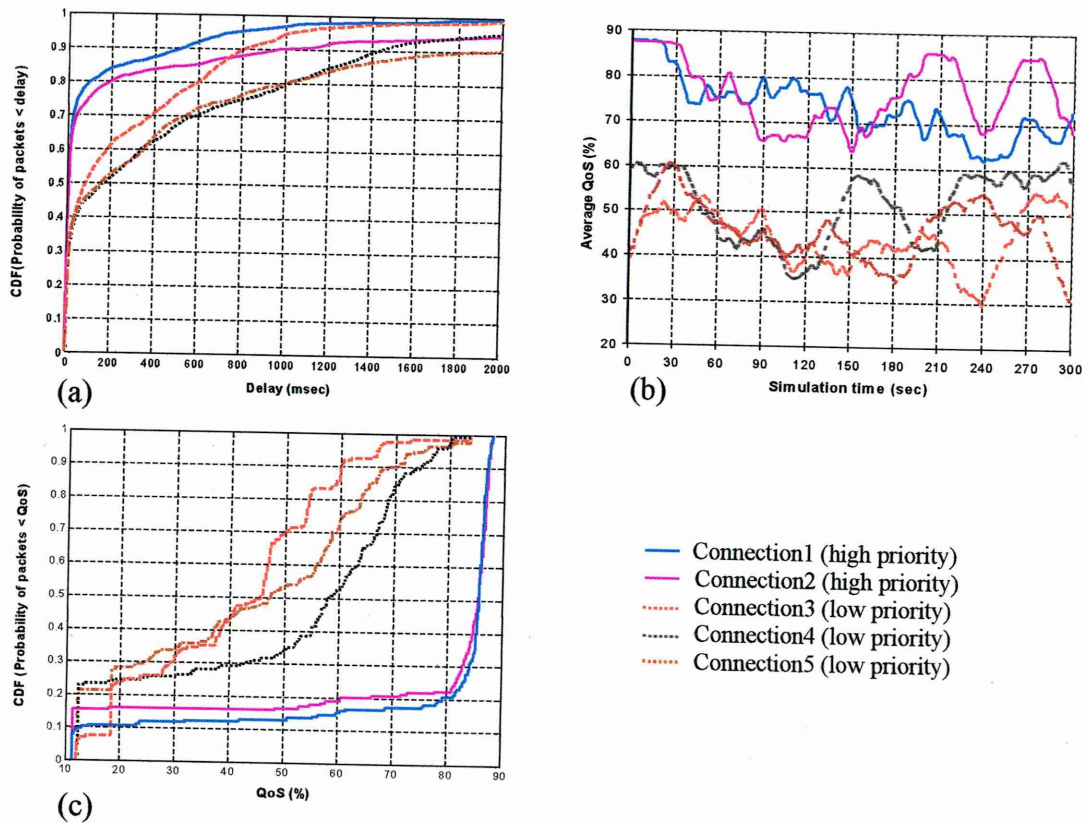 1
0.9
0.8
0.7
0.6
0.5
0.4
0.3
0.2
0.1
0
CDF(Probability of packets < delay)
0 200 400 600 800 1000 1200 1400 1600 1800 2000
Delay (msec)
(a)
90
80
70
60
50
40
30
20
Average QoS (%)
0 30 60 90 120 150 180 210 240 270 300
Simulation time (sec)
(b)
1
0.9
0.8
0.7
0.6
0.5
0.4
0.3
0.2
0.1
0
CDF (Probability of packets < QoS)
10 20 30 40 50 60 70 80 90
QoS (%)
(c)
Connection1 (high priority)
Connection2 (high priority)
Connection3 (low priority)
Connection4 (low priority)
Connection5 (low priority)